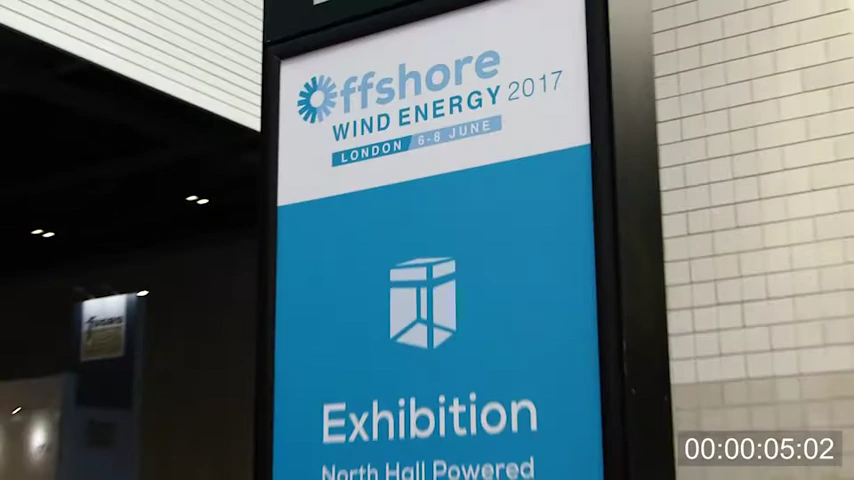 Offshore
WIND ENERGY 2017
LONDON 6-8 JUNE
Exhibition
North Hall Powered
00:00:05:02